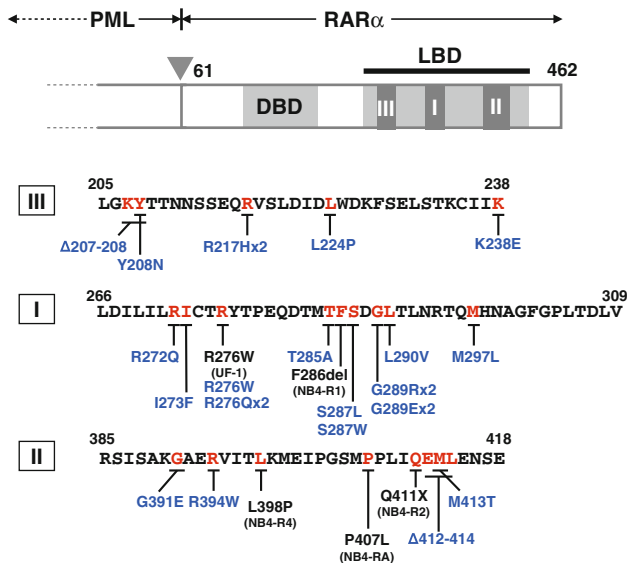 PML RARα
LBD
61 462
DBD III I II
205 238
III LGKYTTNNSSEQRVSLDIDLWDKFSELSTKCIIK
Δ207-208 R217Hx2 L224P K238E
Y208N
266 309
I LDILILRICTRYTPEQDTMTFSDGLTLNRTQMHNAGFGPLTDLV
R272Q R276W T285A L290V M297L
(UF-1) F286del
I273F R276W (NB4-R1) G289Rx2
R276Qx2 S287L G289Ex2
S287W
385 418
II RSISAKGAERVITLKMEIPGSMPPLIQEMLENSE
G391E R394W L398P Q411X M413T
(NB4-R4) (NB4-R2)
P407L Δ412-414
(NB4-RA)